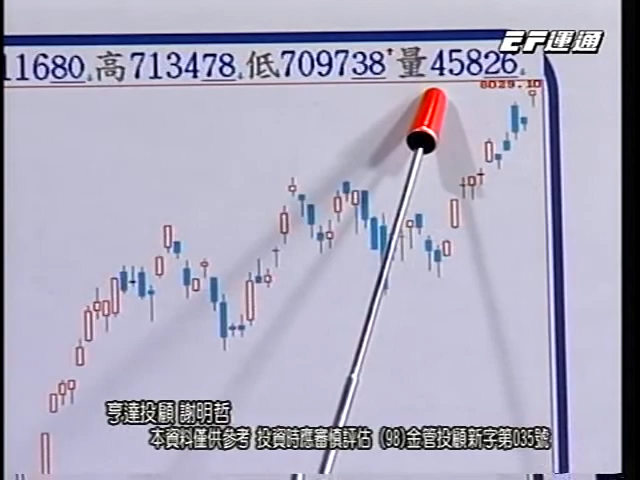 EF運通
11680 高713478 低709738 量45826
8029.10
亨達投顧 謝明哲
本資料僅供參考 投資時應審慎評估 (98)金管投顧新字第035號